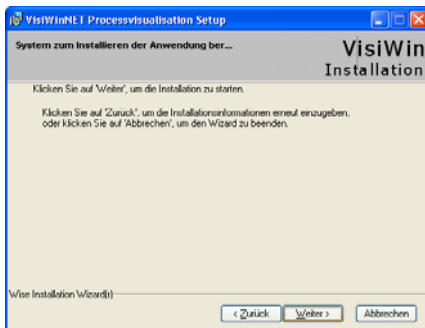 VisiWinNET Processvisualisation Setup
System zum Installieren der Anwendung ber...
VisiWin
Installation
Klicken Sie auf 'Weiter', um die Installation zu starten.
Klicken Sie auf 'Zurück', um die Installationsinformationen erneut einzugeben,
oder klicken Sie auf 'Abbrechen', um den Wizard zu beenden.
Wise Installation Wizard(r)
< Zurück
Weiter >
Abbrechen